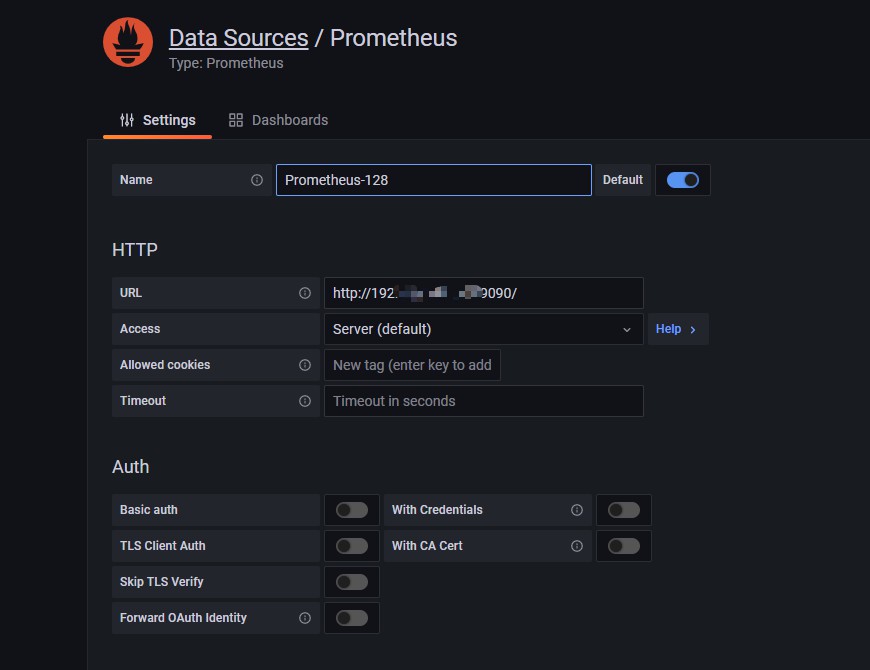 Data Sources / Prometheus
Type: Prometheus
Settings Dashboards
Name Prometheus-128 Default
HTTP
URL http://192. 9090/
Access Server (default) Help
Allowed cookies New tag (enter key to add
Timeout Timeout in seconds
Auth
Basic auth With Credentials
TLS Client Auth With CA Cert
Skip TLS Verify
Forward OAuth Identity